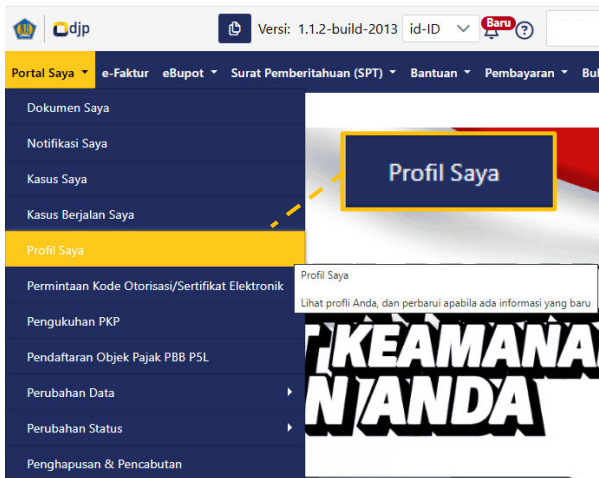 djp
Versi: 1.1.2-build-2013
id-ID
Baru
Portal Saya e-Faktur eBupot Surat Pemberitahuan (SPT) Bantuan Pembayaran
Dokumen Saya
Notifikasi Saya
Kasus Saya
Kasus Berjalan Saya
Profil Saya
Permintaan Kode Otorisasi/Sertifikat Elektronik
Pengukuhan PKP
Pendaftaran Objek Pajak PBB P5L
Perubahan Data
Perubahan Status
Penghapusan & Pencabutan
Profil Saya
Profil Saya
Lihat profli Anda, dan perbarui apabila ada informasi yang baru
KEAMANA
ANDA